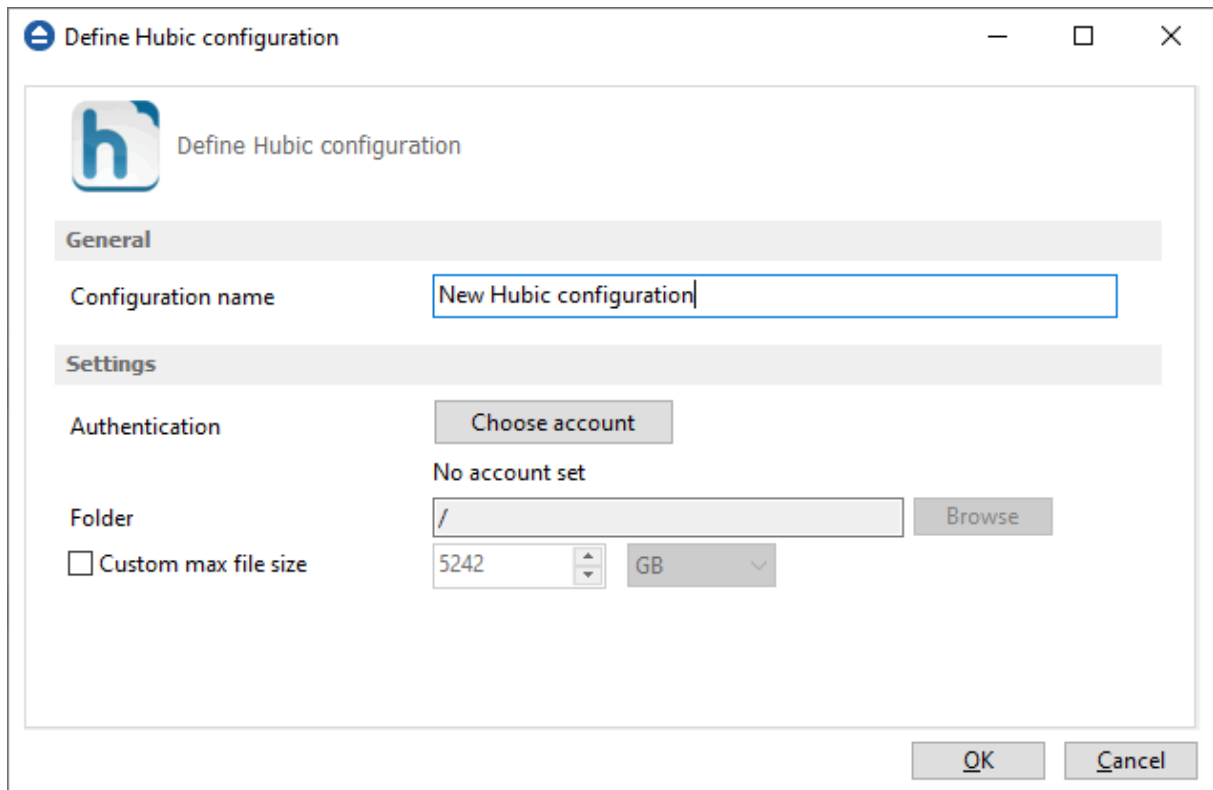 Define Hubic configuration
h Define Hubic configuration
General
Configuration name New Hubic configuration
Settings
Authentication Choose account
No account set
Folder / Browse
Custom max file size 5242 GB
OK Cancel